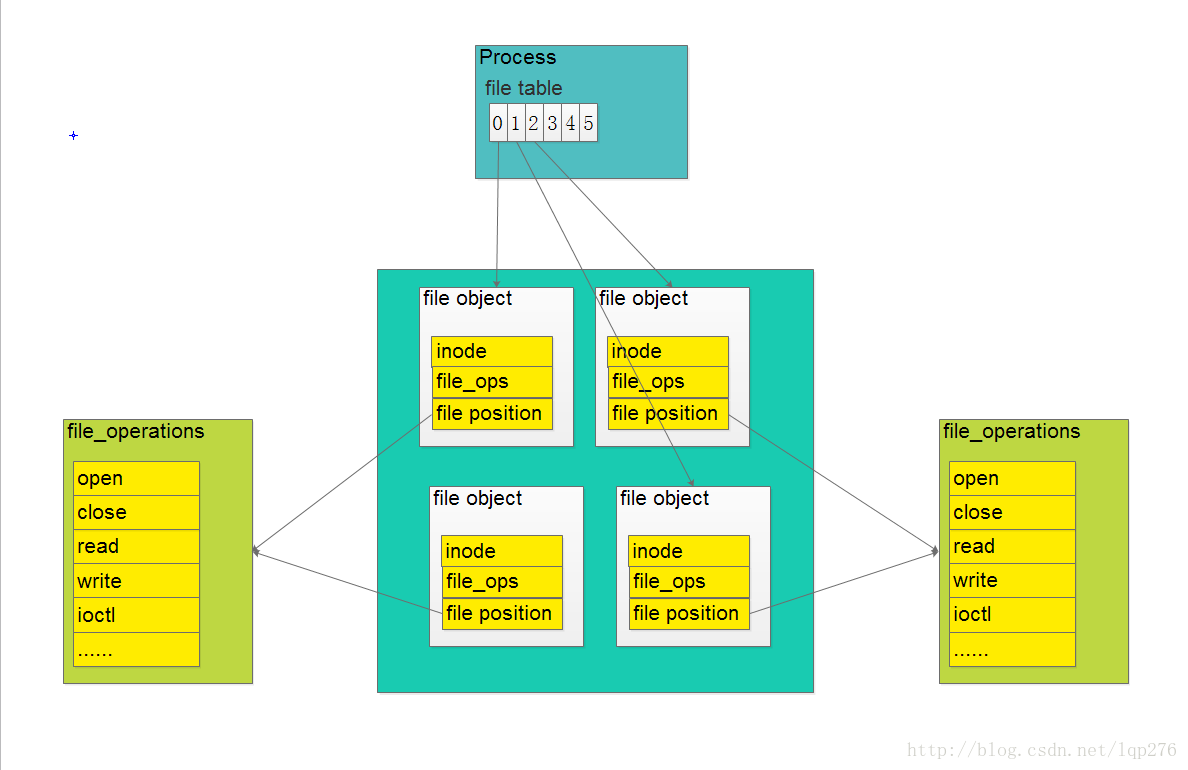 Process
file table
0 1 2 3 4 5
file object
inode
file_ops
file position
file object
inode
file_ops
file position
file_operations
open
close
read
write
ioctl
......
file object
inode
file_ops
file position
file object
inode
file_ops
file position
file_operations
open
close
read
write
ioctl
......
http://blog.csdn.net/lqp276